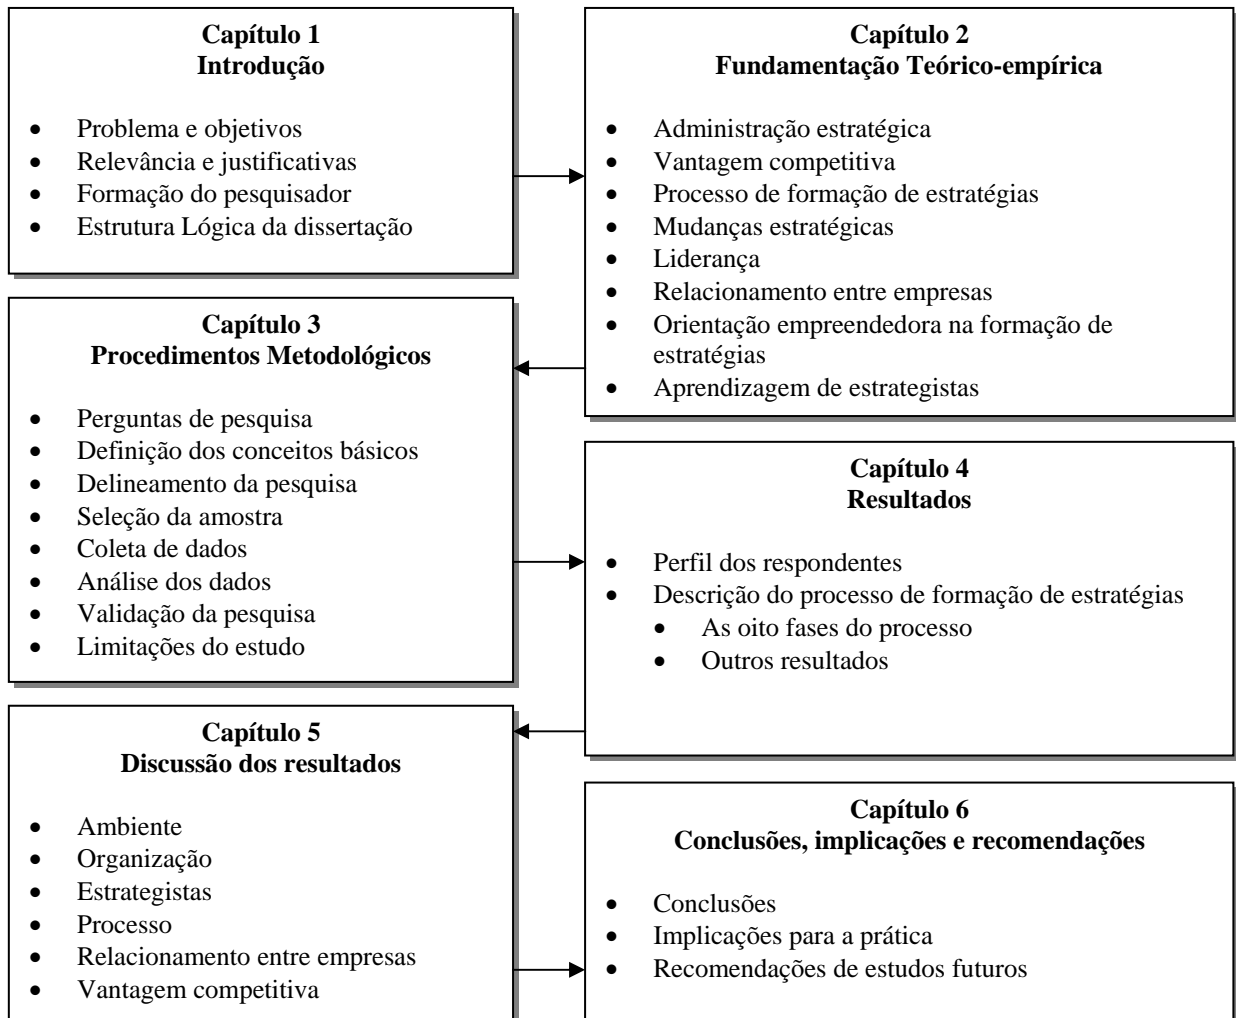 Capítulo 1
Introdução
• Problema e objetivos
• Relevância e justificativas
• Formação do pesquisador
• Estrutura Lógica da dissertação
Capítulo 2
Fundamentação Teórico-empírica
• Administração estratégica
• Vantagem competitiva
• Processo de formação de estratégias
• Mudanças estratégicas
• Liderança
• Relacionamento entre empresas
• Orientação empreendedora na formação de
estratégias
• Aprendizagem de estrategistas
Capítulo 3
Procedimentos Metodológicos
• Perguntas de pesquisa
• Definição dos conceitos básicos
• Delineamento da pesquisa
• Seleção da amostra
• Coleta de dados
• Análise dos dados
• Validação da pesquisa
• Limitações do estudo
Capítulo 4
Resultados
• Perfil dos respondentes
• Descrição do processo de formação de estratégias
• As oito fases do processo
• Outros resultados
Capítulo 5
Discussão dos resultados
• Ambiente
• Organização
• Estrategistas
• Processo
• Relacionamento entre empresas
• Vantagem competitiva
Capítulo 6
Conclusões, implicações e recomendações
• Conclusões
• Implicações para a prática
• Recomendações de estudos futuros